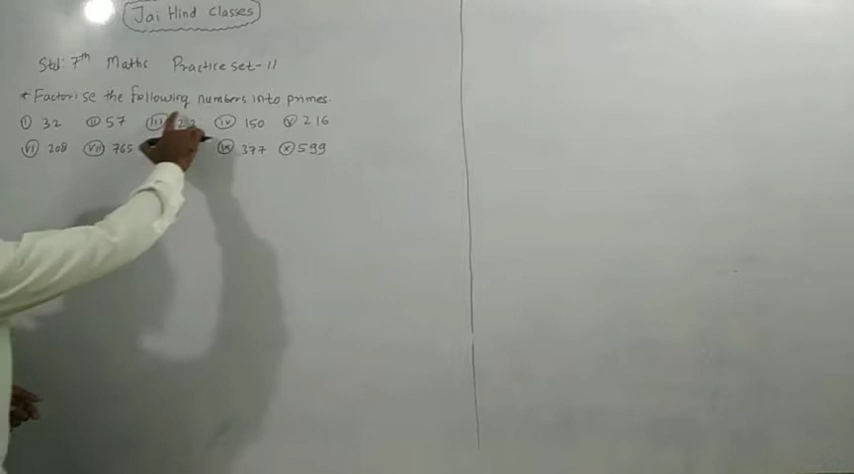 Jai Hind Classes
Std: 7th Maths Practice set-11
* Factorise the following numbers into primes.
(i) 32 (ii) 57 (iii) (iv) 150 (v) 216
(vi) 208 (vii) 765 (ix) 377 (x) 599